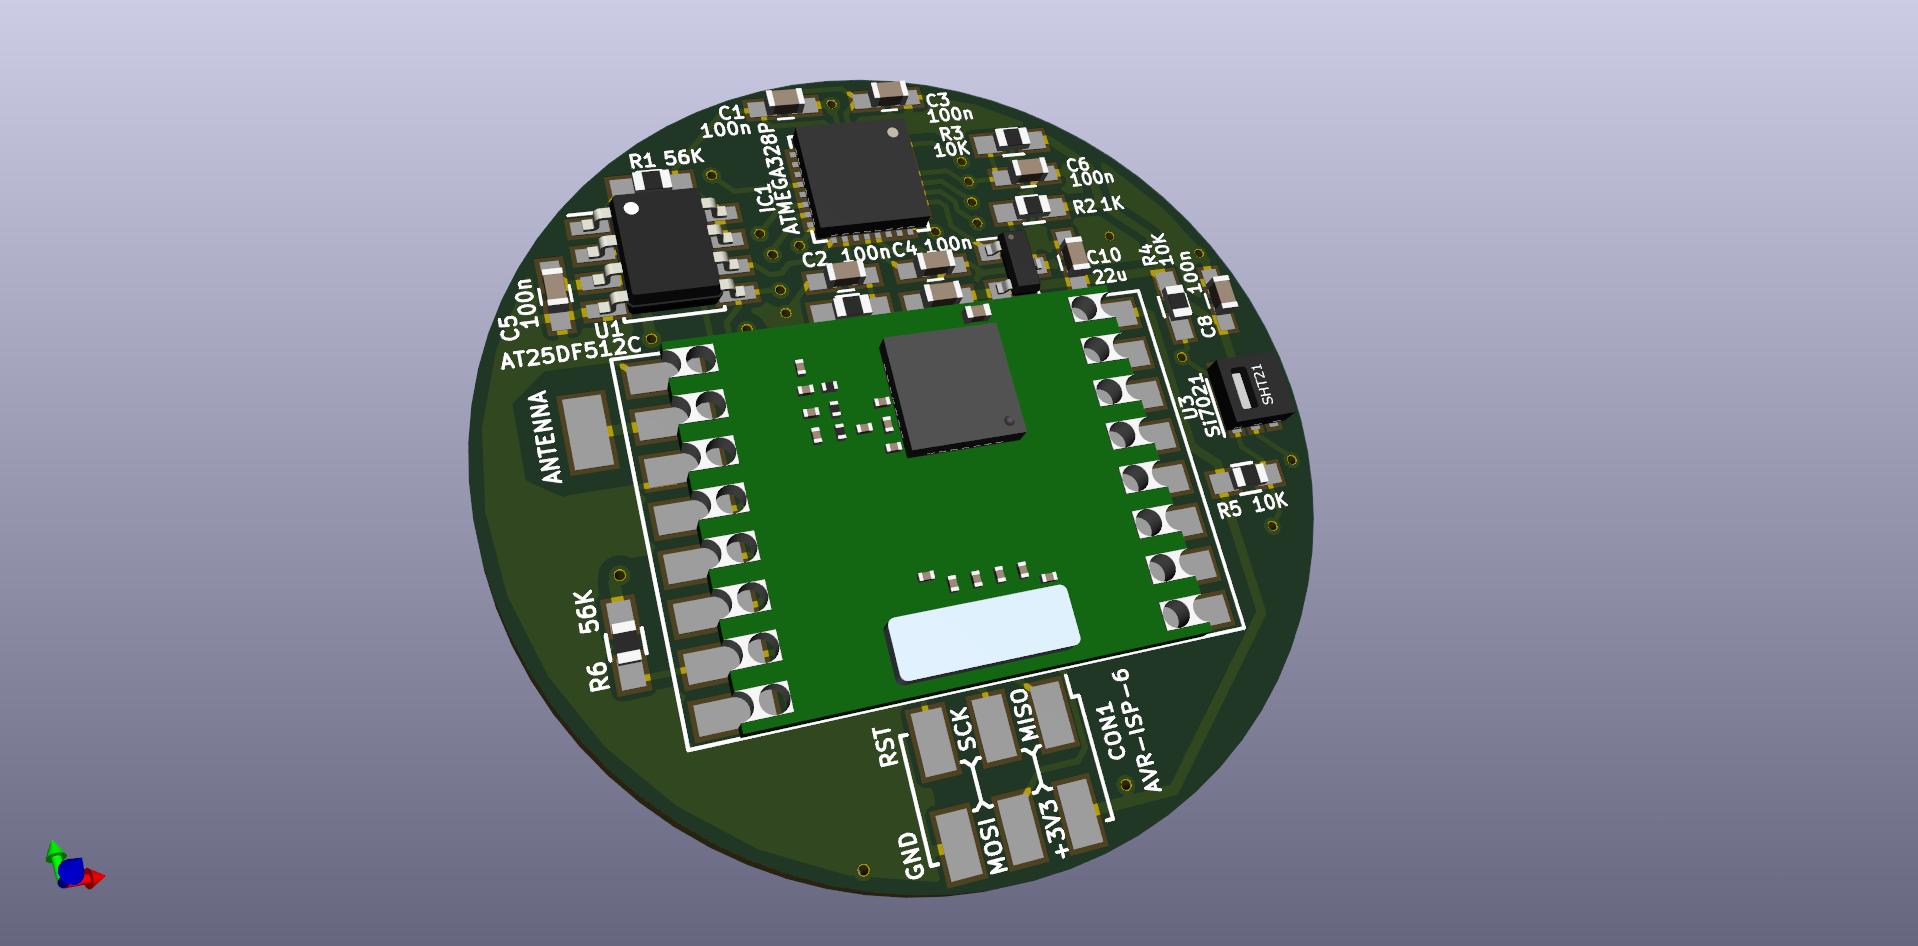 C1
100n
C3
100n
R3
10K
C6
100n
R2 1K
R1 56K
IC1
ATMEGA328P
C2 100n
C4 100n
C10
22u
R4
10K
100n
C8
C5
100n
U1
AT25DF512C
ANTENNA
U3
Si7021
SHT21
R5 10K
R6 56K
RST
SCK
MISO
CON1
AVR-ISP-6
GND
MOSI
+3V3